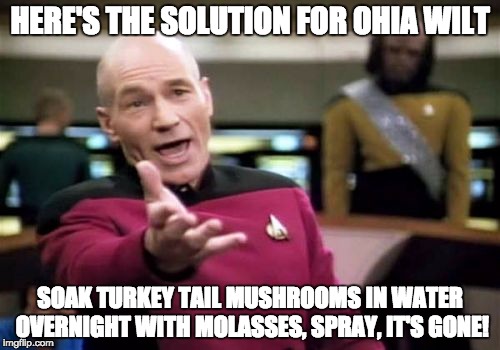 HERE'S THE SOLUTION FOR OHIA WILT
SOAK TURKEY TAIL MUSHROOMS IN WATER
OVERNIGHT WITH MOLASSES, SPRAY, IT'S GONE!
imgflip.com